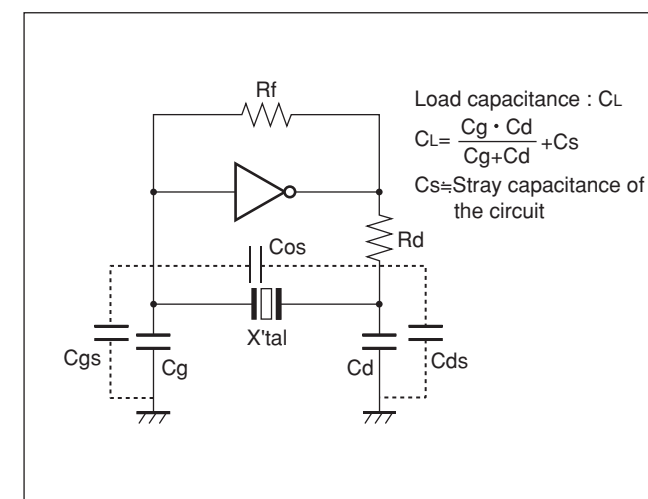 Rf
Load capacitance : CL
CL= Cg・Cd
Cg+Cd
+Cs
Cs≒Stray capacitance of
the circuit
Rd
Cos
X'tal
Cgs
Cg
Cd
Cds